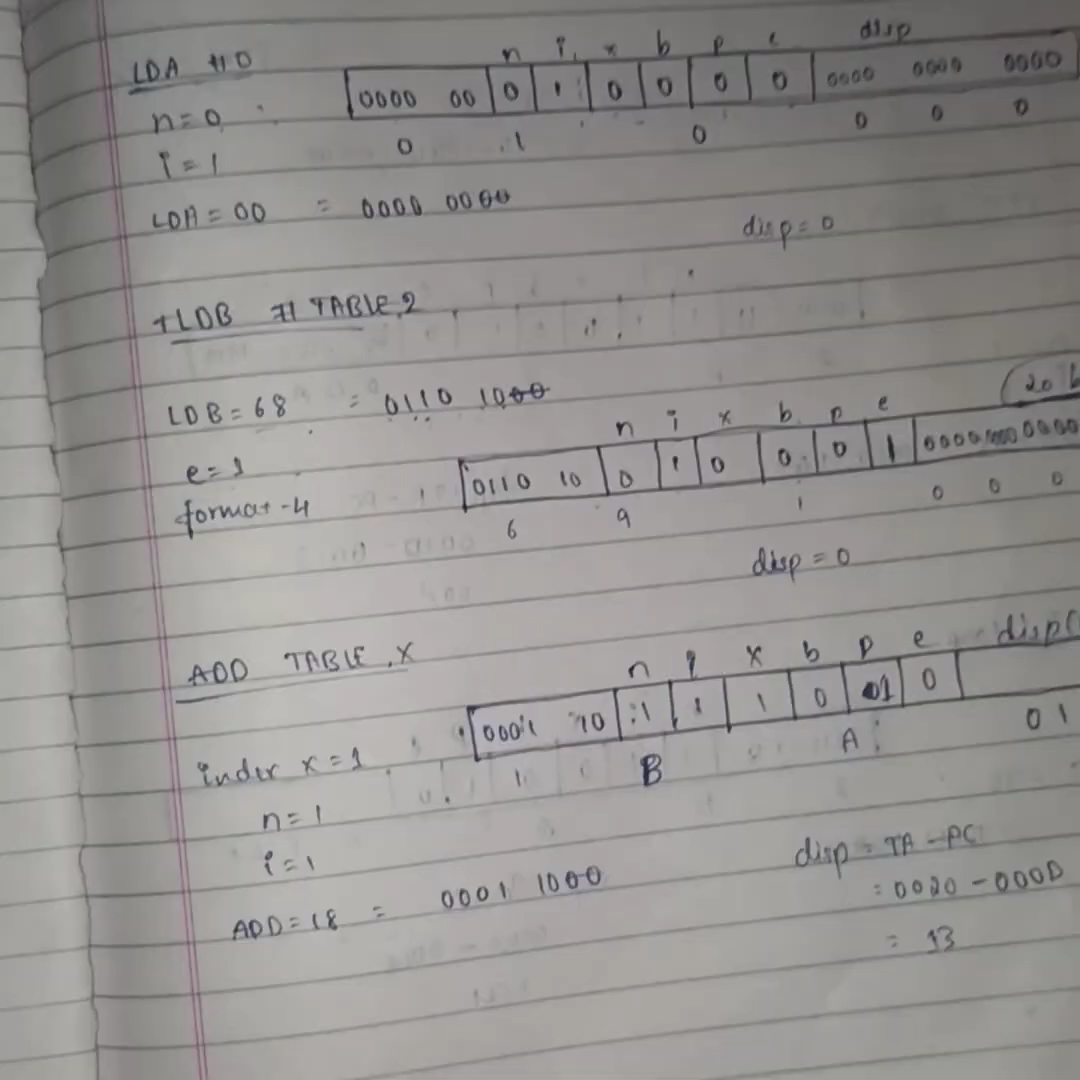 n i x b p e disp
LDA #0 0000 00 0 1 0 0 0 0 0000 0000 0000
n=0 0 1 0 0 0 0
i=1
LDA=00 = 0000 0000
disp=0
+LDB # TABLE2
LDB=68 = 0110 1000
(20 b
n i x b p e
e=1 0110 10 0 1 0 0 0 1 0000 0000 0000
format-4 6 9 1 0 0 0
disp=0
ADD TABLE,X
n i x b p e disp(
index x=1 0001 10 1 1 1 0 1 0
B A 0 1
n=1
i=1
disp = TA - PC
ADD=18 = 0001 1000
= 0020-000D
= 13